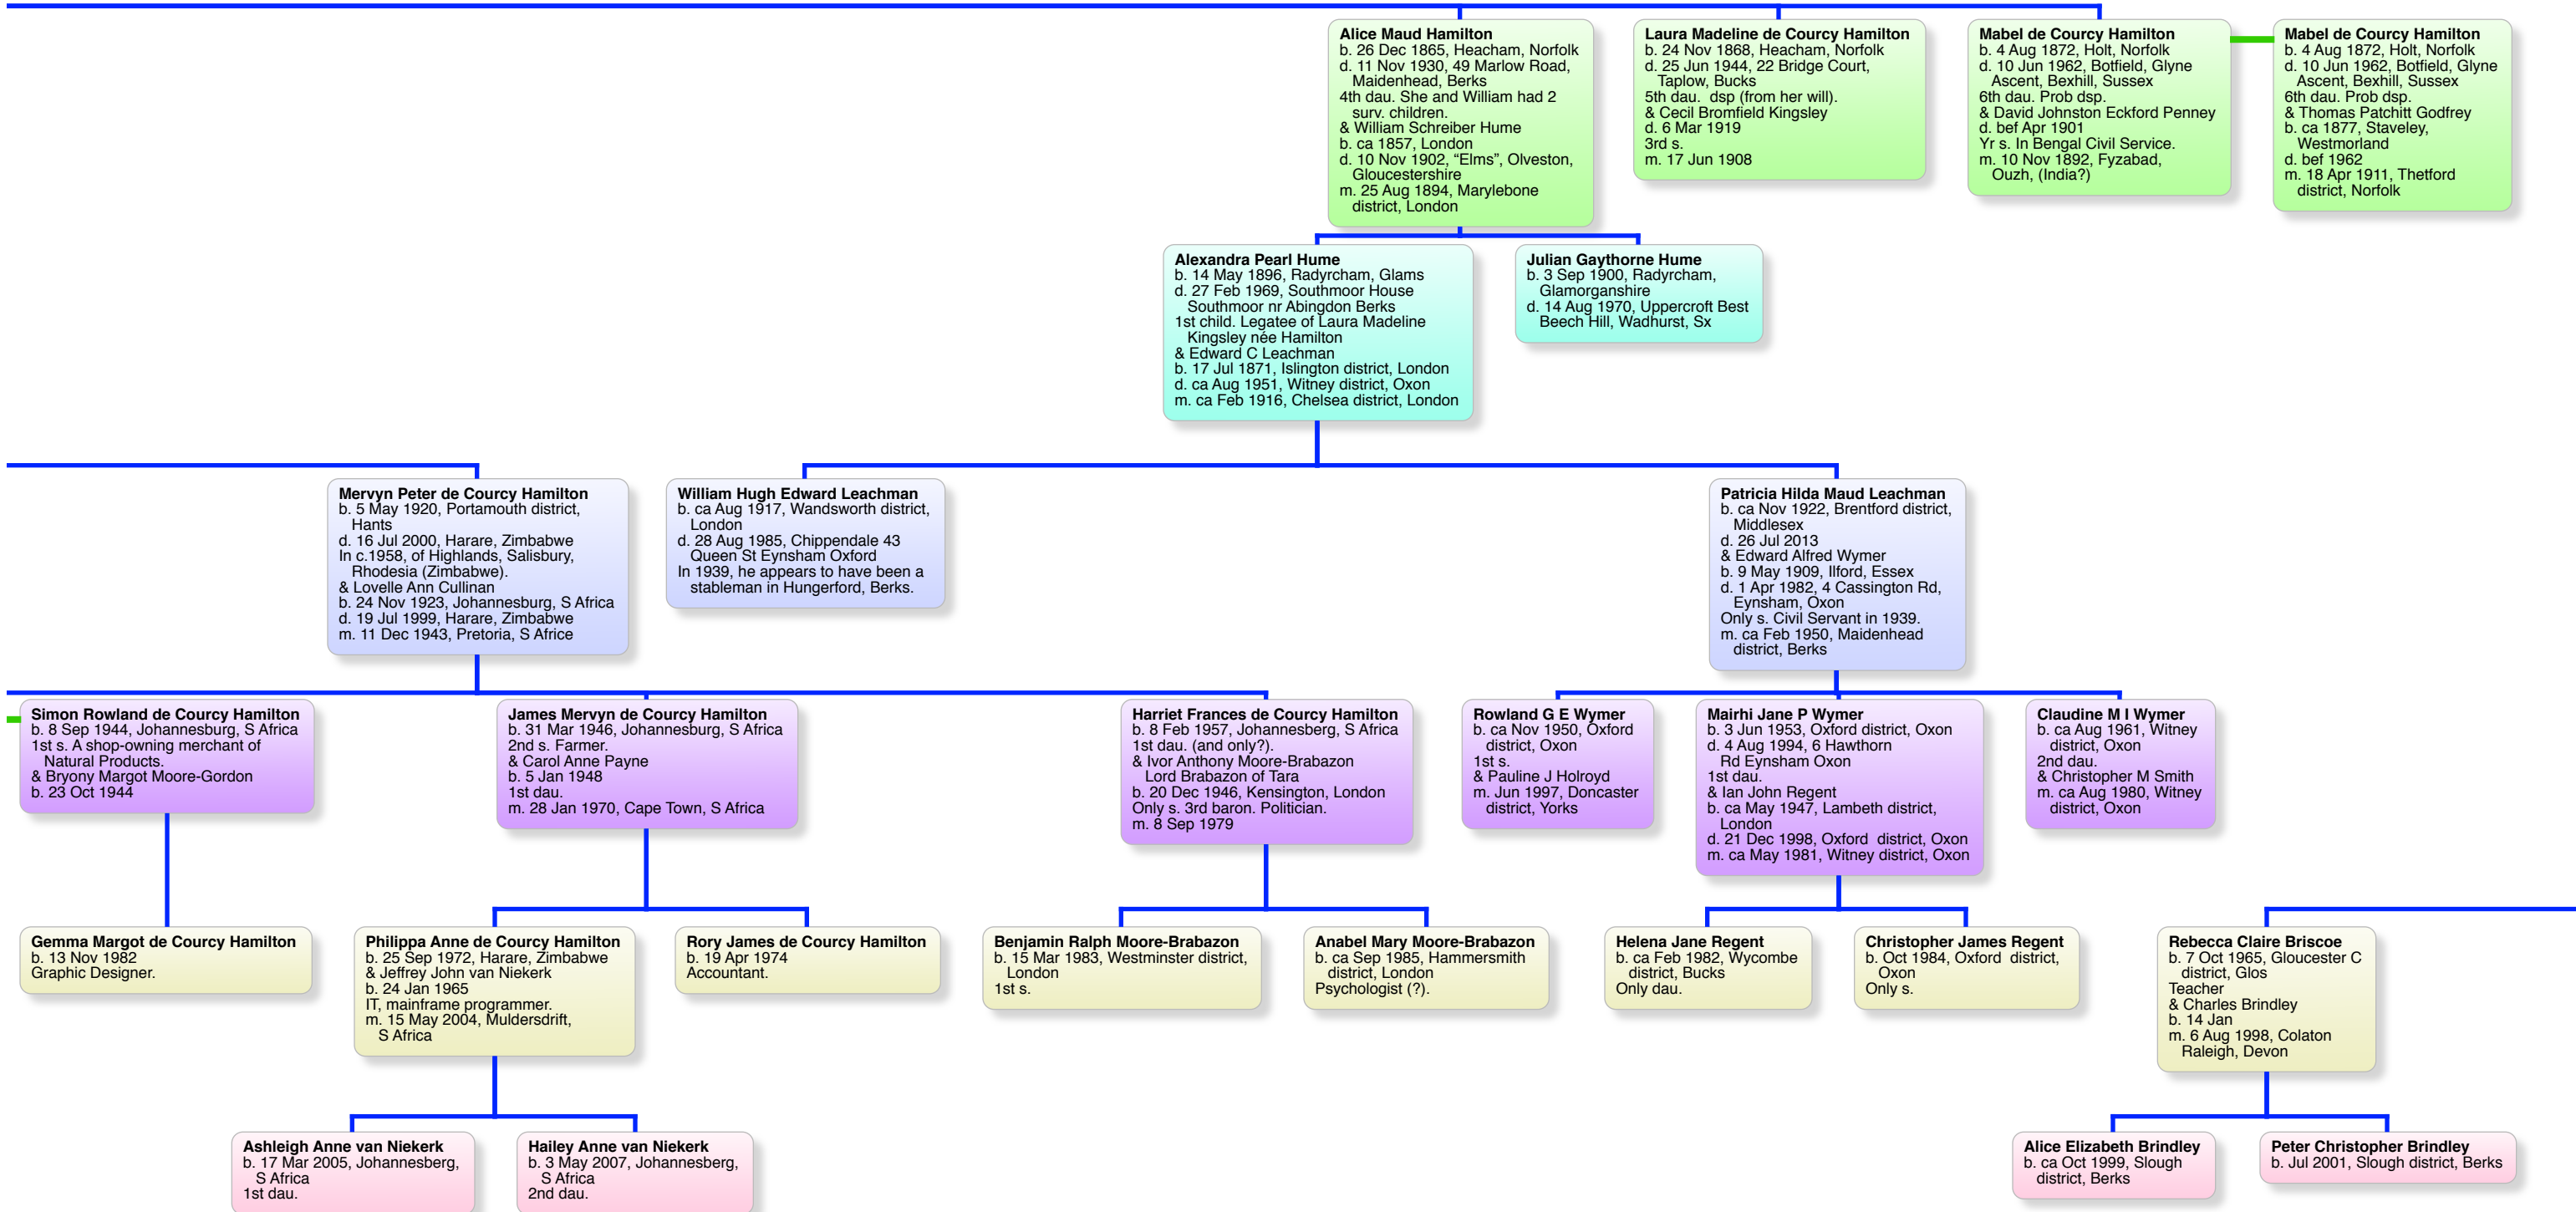 Alice Maud Hamilton
b. 26 Dec 1865, Heacham, Norfolk
d. 11 Nov 1930, 49 Marlow Road,
Maidenhead, Berks
4th dau. She and William had 2
surv. children.
& William Schreiber Hume
b. ca 1857, London
d. 10 Nov 1902, “Elms”, Olveston,
Gloucestershire
m. 25 Aug 1894, Marylebone
district, London
Laura Madeline de Courcy Hamilton
b. 24 Nov 1868, Heacham, Norfolk
d. 25 Jun 1944, 22 Bridge Court,
Taplow, Bucks
5th dau.  dsp (from her will).
& Cecil Bromfield Kingsley
d. 6 Mar 1919
3rd s.
m. 17 Jun 1908
Mabel de Courcy Hamilton
b. 4 Aug 1872, Holt, Norfolk
d. 10 Jun 1962, Botfield, Glyne
Ascent, Bexhill, Sussex
6th dau. Prob dsp.
& David Johnston Eckford Penney
d. bef Apr 1901
Yr s. In Bengal Civil Service.
m. 10 Nov 1892, Fyzabad,
Ouzh, (India?)
Mabel de Courcy Hamilton
b. 4 Aug 1872, Holt, Norfolk
d. 10 Jun 1962, Botfield, Glyne
Ascent, Bexhill, Sussex
6th dau. Prob dsp.
& Thomas Patchitt Godfrey
b. ca 1877, Staveley,
Westmorland
d. bef 1962
m. 18 Apr 1911, Thetford
district, Norfolk
Alexandra Pearl Hume
b. 14 May 1896, Radyrcham, Glams
d. 27 Feb 1969, Southmoor House
Southmoor nr Abingdon Berks
1st child. Legatee of Laura Madeline
Kingsley née Hamilton
& Edward C Leachman
b. 17 Jul 1871, Islington district, London
d. ca Aug 1951, Witney district, Oxon
m. ca Feb 1916, Chelsea district, London
Julian Gaythorne Hume
b. 3 Sep 1900, Radyrcham,
Glamorganshire
d. 14 Aug 1970, Uppercroft Best
Beech Hill, Wadhurst, Sx
Mervyn Peter de Courcy Hamilton
b. 5 May 1920, Portamouth district,
Hants
d. 16 Jul 2000, Harare, Zimbabwe
In c.1958, of Highlands, Salisbury,
Rhodesia (Zimbabwe).
& Lovelle Ann Cullinan
b. 24 Nov 1923, Johannesburg, S Africa
d. 19 Jul 1999, Harare, Zimbabwe
m. 11 Dec 1943, Pretoria, S Africe
William Hugh Edward Leachman
b. ca Aug 1917, Wandsworth district,
London
d. 28 Aug 1985, Chippendale 43
Queen St Eynsham Oxford
In 1939, he appears to have been a
stableman in Hungerford, Berks.
Patricia Hilda Maud Leachman
b. ca Nov 1922, Brentford district,
Middlesex
d. 26 Jul 2013
& Edward Alfred Wymer
b. 9 May 1909, Ilford, Essex
d. 1 Apr 1982, 4 Cassington Rd,
Eynsham, Oxon
Only s. Civil Servant in 1939.
m. ca Feb 1950, Maidenhead
district, Berks
Simon Rowland de Courcy Hamilton
b. 8 Sep 1944, Johannesburg, S Africa
1st s. A shop-owning merchant of
Natural Products.
& Bryony Margot Moore-Gordon
b. 23 Oct 1944
James Mervyn de Courcy Hamilton
b. 31 Mar 1946, Johannesburg, S Africa
2nd s. Farmer.
& Carol Anne Payne
b. 5 Jan 1948
1st dau.
m. 28 Jan 1970, Cape Town, S Africa
Harriet Frances de Courcy Hamilton
b. 8 Feb 1957, Johannesberg, S Africa
1st dau. (and only?).
& Ivor Anthony Moore-Brabazon
Lord Brabazon of Tara
b. 20 Dec 1946, Kensington, London
Only s. 3rd baron. Politician.
m. 8 Sep 1979
Rowland G E Wymer
b. ca Nov 1950, Oxford
district, Oxon
1st s.
& Pauline J Holroyd
m. Jun 1997, Doncaster
district, Yorks
Mairhi Jane P Wymer
b. 3 Jun 1953, Oxford district, Oxon
d. 4 Aug 1994, 6 Hawthorn
Rd Eynsham Oxon
1st dau.
& Ian John Regent
b. ca May 1947, Lambeth district,
London
d. 21 Dec 1998, Oxford  district, Oxon
m. ca May 1981, Witney district, Oxon
Claudine M I Wymer
b. ca Aug 1961, Witney
district, Oxon
2nd dau.
& Christopher M Smith
m. ca Aug 1980, Witney
district, Oxon
Gemma Margot de Courcy Hamilton
b. 13 Nov 1982
Graphic Designer.
Philippa Anne de Courcy Hamilton
b. 25 Sep 1972, Harare, Zimbabwe
& Jeffrey John van Niekerk
b. 24 Jan 1965
IT, mainframe programmer.
m. 15 May 2004, Muldersdrift,
S Africa
Rory James de Courcy Hamilton
b. 19 Apr 1974
Accountant.
Benjamin Ralph Moore-Brabazon
b. 15 Mar 1983, Westminster district,
London
1st s.
Anabel Mary Moore-Brabazon
b. ca Sep 1985, Hammersmith
district, London
Psychologist (?).
Helena Jane Regent
b. ca Feb 1982, Wycombe
district, Bucks
Only dau.
Christopher James Regent
b. Oct 1984, Oxford  district,
Oxon
Only s.
Rebecca Claire Briscoe
b. 7 Oct 1965, Gloucester C
district, Glos
Teacher
& Charles Brindley
b. 14 Jan
m. 6 Aug 1998, Colaton
Raleigh, Devon
Ashleigh Anne van Niekerk
b. 17 Mar 2005, Johannesberg,
S Africa
1st dau.
Hailey Anne van Niekerk
b. 3 May 2007, Johannesberg,
S Africa
2nd dau.
Alice Elizabeth Brindley
b. ca Oct 1999, Slough
district, Berks
Peter Christopher Brindley
b. Jul 2001, Slough district, Berks